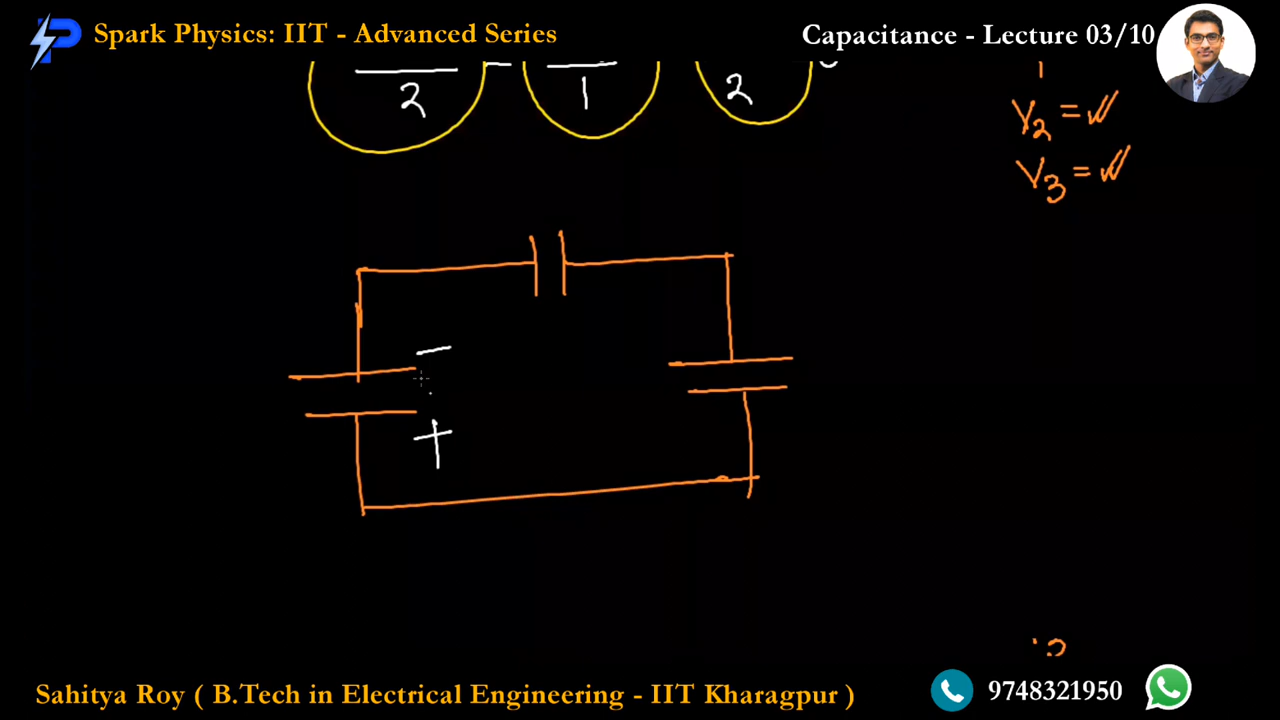 Spark Physics: IIT - Advanced Series
Capacitance - Lecture 03/10
2
1
2
V2 = ✓
V3 = ✓
−
+
Sahitya Roy ( B.Tech in Electrical Engineering - IIT Kharagpur )
9748321950